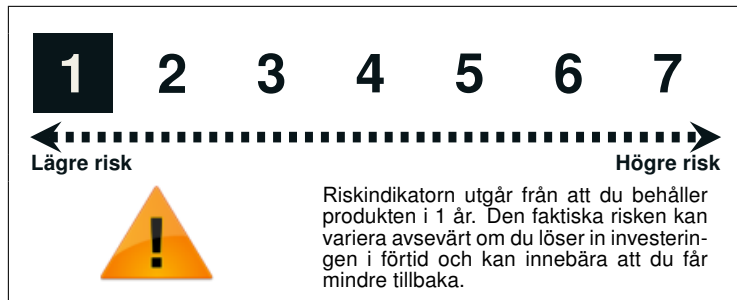 1 2 3 4 5 6 7
Lägre risk Högre risk
!
Riskindikatorn utgår från att du behåller
produkten i 1 år. Den faktiska risken kan
variera avsevärt om du löser in investerin-
gen i förtid och kan innebära att du får
mindre tillbaka.